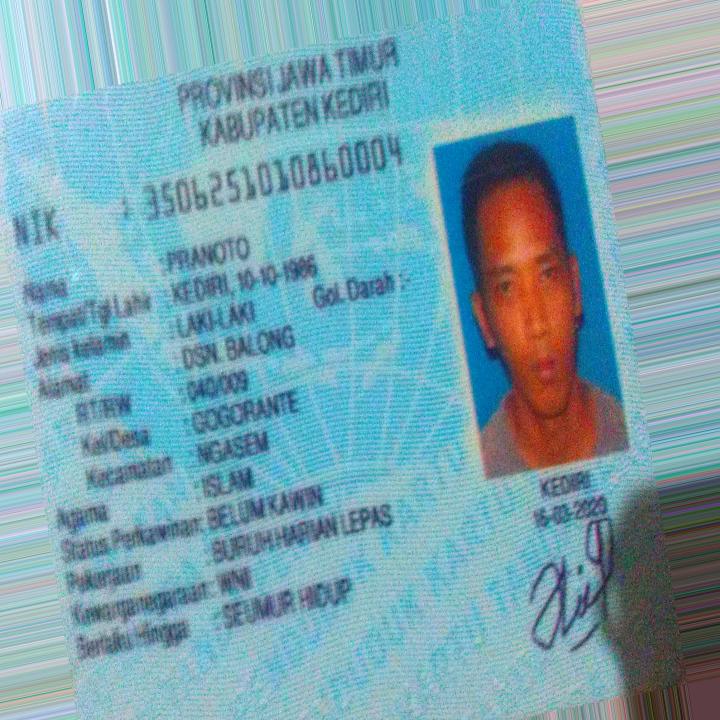 PROVINSI JAWA TIMUR
KABUPATEN KEDIRI
NIK : 3506251010860004
Nama : PRANOTO
Tempat/Tgl Lahir : KEDIRI, 10-10-1986
Jenis kelamin : LAKI-LAKI Gol. Darah :-
Alamat : DSN. BALONG
RT/RW : 040/009
Kel/Desa : GOGORANTE
Kecamatan : NGASEM
Agama : ISLAM
Status Perkawinan: BELUM KAWIN
Pekerjaan : BURUH HARIAN LEPAS
Kewarganegaraan: WNI
Berlaku Hingga : SEUMUR HIDUP
KEDIRI
16-03-2020